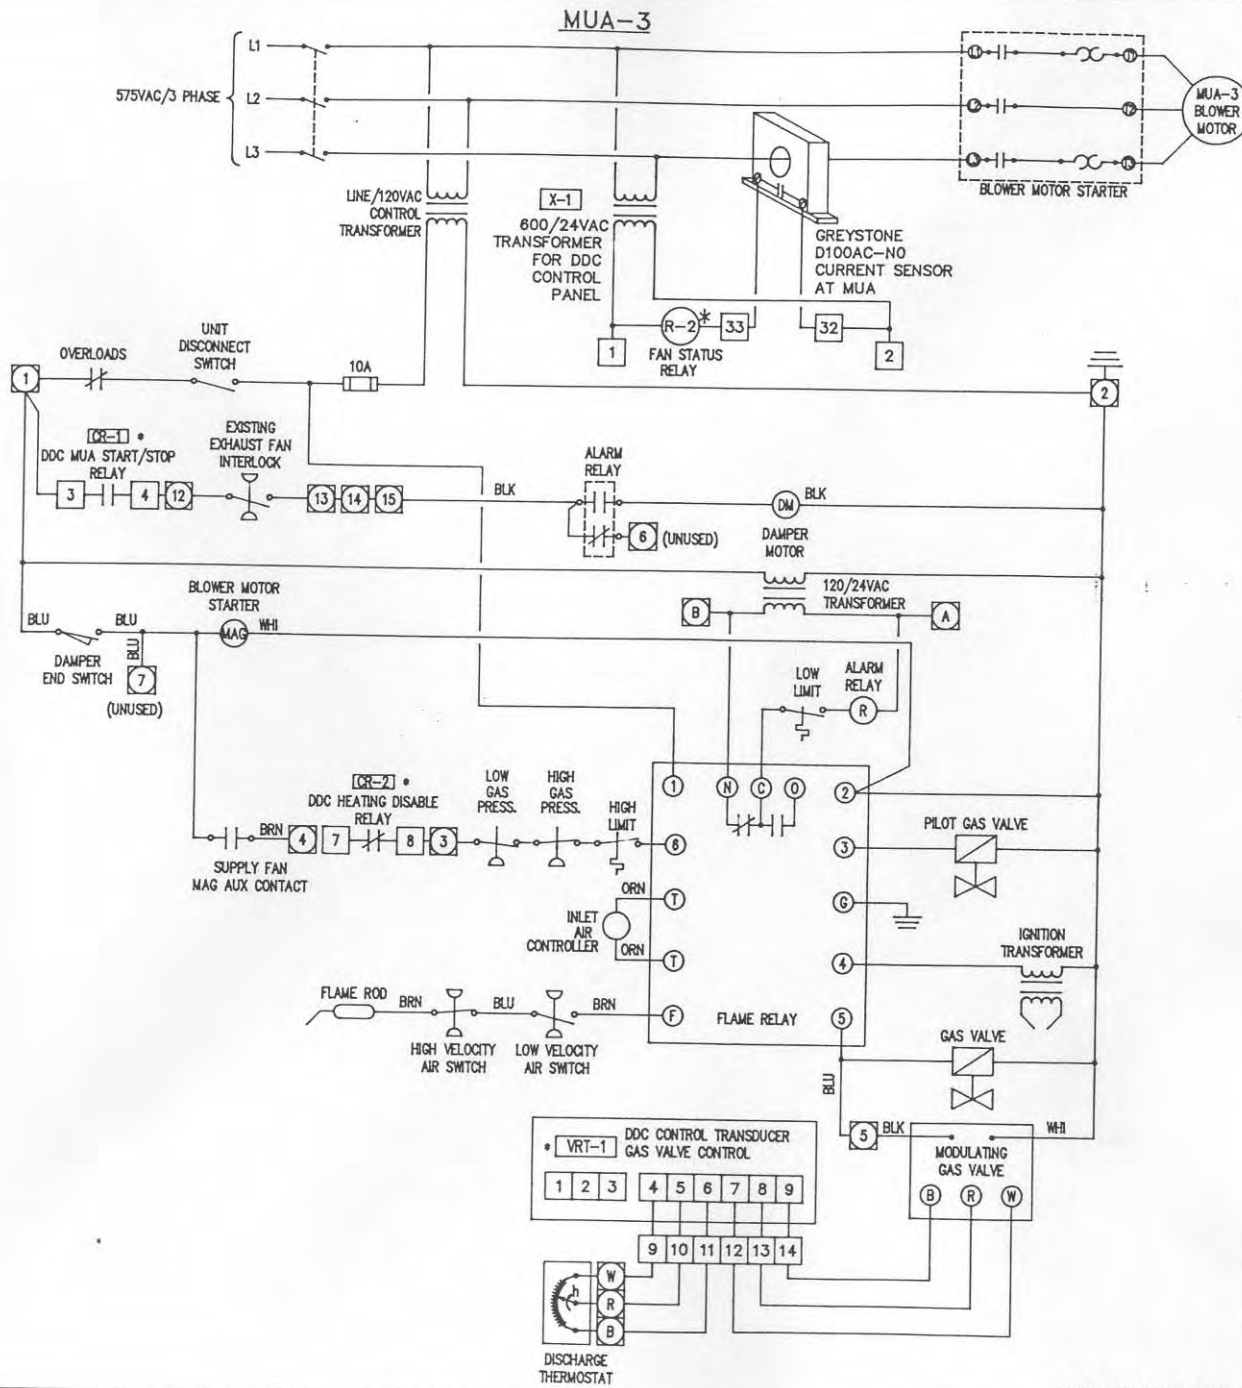 MUA-3
L1
575VAC/3 PHASE
L2
L3
L1
L2
L3
T1
T2
T3
MUA-3
BLOWER
MOTOR
BLOWER MOTOR STARTER
LINE/120VAC
CONTROL
TRANSFORMER
X-1
600/24VAC
TRANSFORMER
FOR DDC
CONTROL
PANEL
GREYSTONE
D100AC-NO
CURRENT SENSOR
AT MUA
1
R-2
*
33
32
2
FAN STATUS
RELAY
OVERLOADS
UNIT
DISCONNECT
SWITCH
10A
1
2
CR-1 *
DDC MUA START/STOP
RELAY
EXISTING
EXHAUST FAN
INTERLOCK
3
4
12
13
14
15
BLK
ALARM
RELAY
6
(UNUSED)
DM
BLK
DAMPER
MOTOR
120/24VAC
TRANSFORMER
B
A
BLOWER MOTOR
STARTER
BLU
BLU
MAG
WHI
BLU
DAMPER
END SWITCH
7
(UNUSED)
LOW
LIMIT
ALARM
RELAY
R
CR-2 *
DDC HEATING DISABLE
RELAY
LOW
GAS
PRESS.
HIGH
GAS
PRESS.
HIGH
LIMIT
BRN
4
7
8
3
SUPPLY FAN
MAG AUX CONTACT
1
N
C
O
2
6
3
T
G
T
4
F
5
FLAME RELAY
PILOT GAS VALVE
ORN
INLET
AIR
CONTROLLER
ORN
IGNITION
TRANSFORMER
FLAME ROD
BRN
BLU
BRN
HIGH VELOCITY
AIR SWITCH
LOW VELOCITY
AIR SWITCH
GAS VALVE
BLU
5
BLK
WHI
MODULATING
GAS VALVE
B
R
W
* VRT-1
DDC CONTROL TRANSDUCER
GAS VALVE CONTROL
1 2 3 4 5 6 7 8 9
9 10 11 12 13 14
W
R
B
h
DISCHARGE
THERMOSTAT